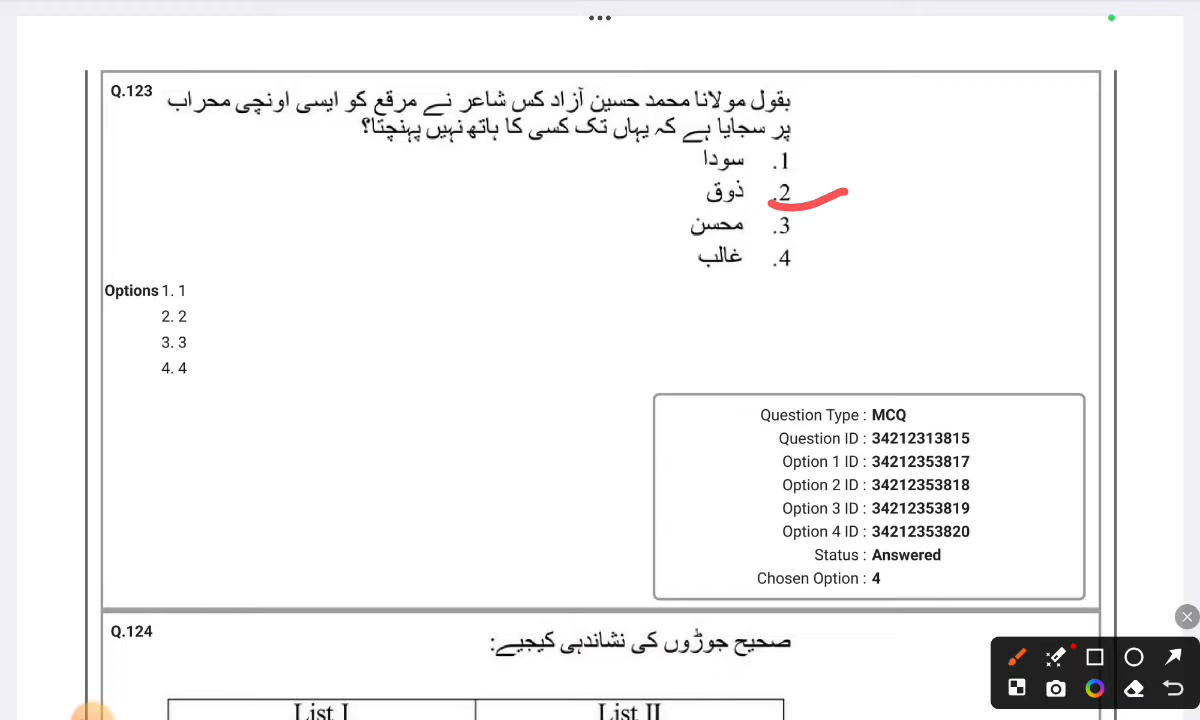 Q.123
بقول مولانا محمد حسین آزاد کس شاعر نے مرقع کو ایسی اونچی محراب
پر سجایا ہے کہ یہاں تک کسی کا ہاتھ نہیں پہنچتا؟
1. سودا
2. ذوق
3. محسن
4. غالب
Options 1. 1
2. 2
3. 3
4. 4
Question Type : MCQ
Question ID : 34212313815
Option 1 ID : 34212353817
Option 2 ID : 34212353818
Option 3 ID : 34212353819
Option 4 ID : 34212353820
Status : Answered
Chosen Option : 4
Q.124
صحیح جوڑوں کی نشاندہی کیجیے:
List I List II